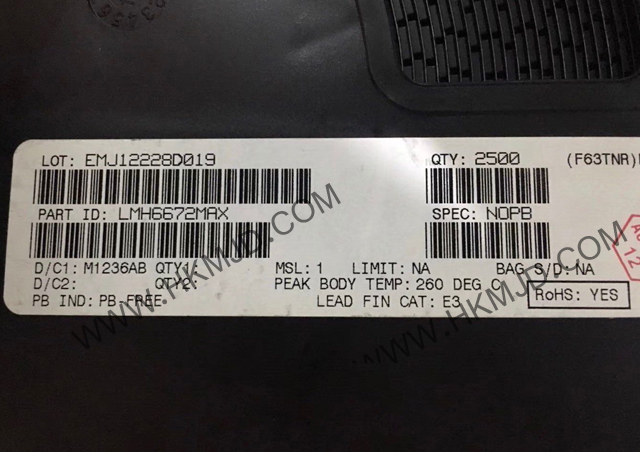 LOT: EMJ12228D019
QTY: 2500
(F63TNR)
PART ID: LMH6672MAX
SPEC: NOPB
D/C1: M1236AB QTY1:
MSL: 1 LIMIT: NA
BAG S/D: NA
D/C2: QTY2:
PEAK BODY TEMP: 260 DEG C
PB IND: PB FREE
LEAD FIN CAT: E3
RoHS: YES
WWW.HKMJD.COM
WWW.HKMJD.COM